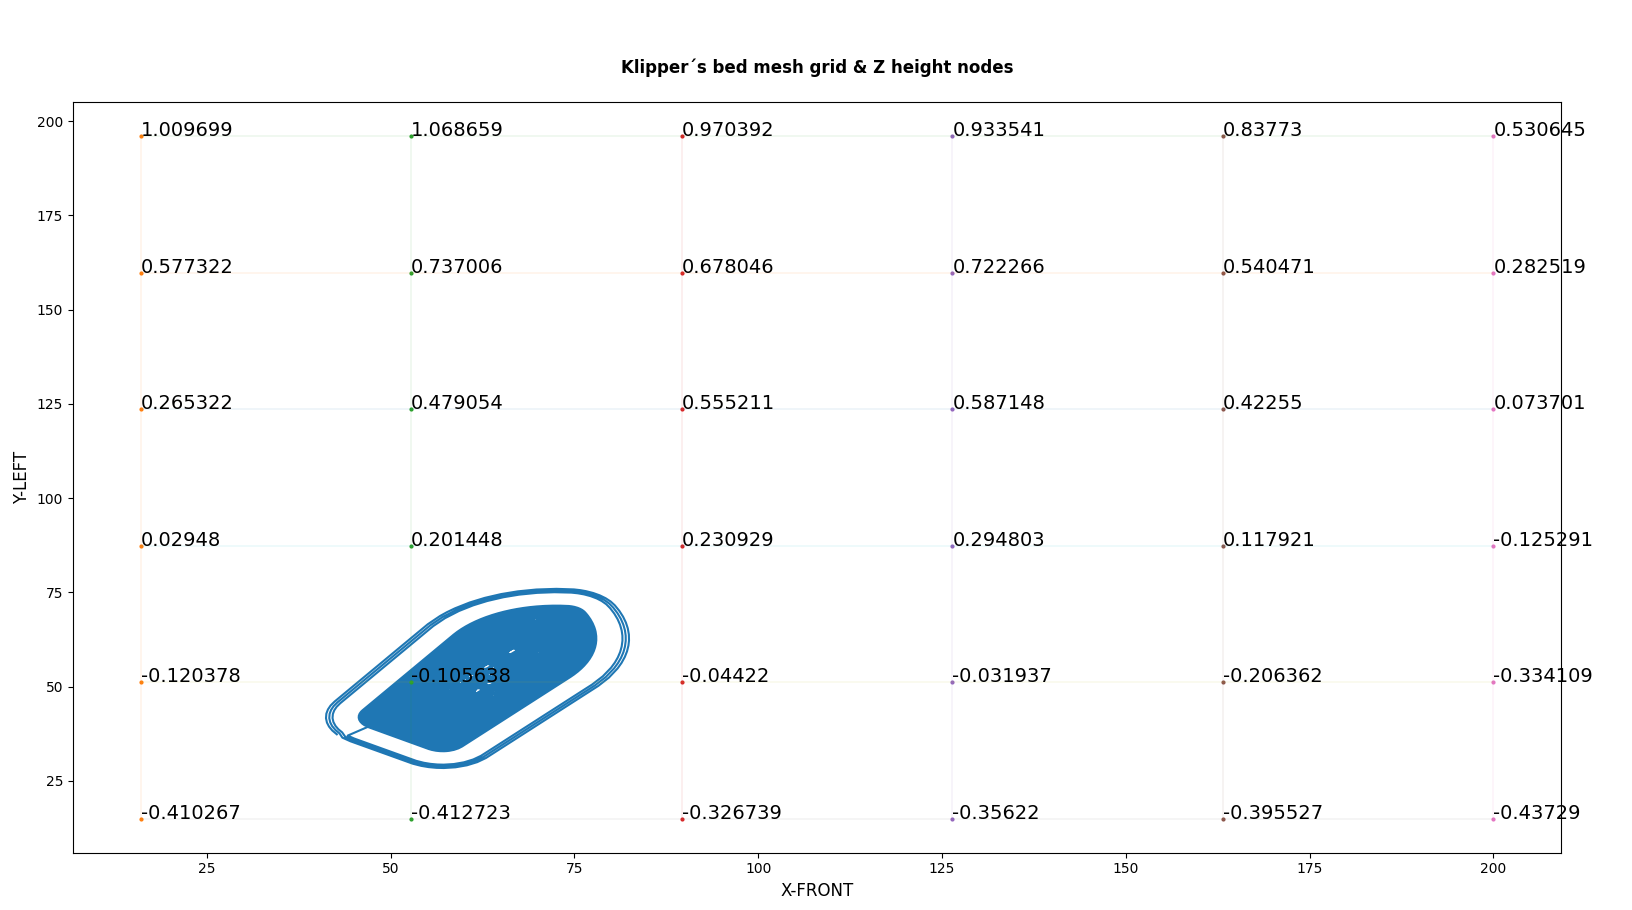 Klipper´s bed mesh grid & Z height nodes
200
1.009699 1.068659 0.970392 0.933541 0.83773 0.530645
175
0.577322 0.737006 0.678046 0.722266 0.540471 0.282519
150
125
0.265322 0.479054 0.555211 0.587148 0.42255 0.073701
Y-LEFT
100
0.02948 0.201448 0.230929 0.294803 0.117921 -0.125291
75
50
-0.120378 -0.105638 -0.04422 -0.031937 -0.206362 -0.334109
25
-0.410267 -0.412723 -0.326739 -0.35622 -0.395527 -0.43729
25 50 75 100 125 150 175 200
X-FRONT